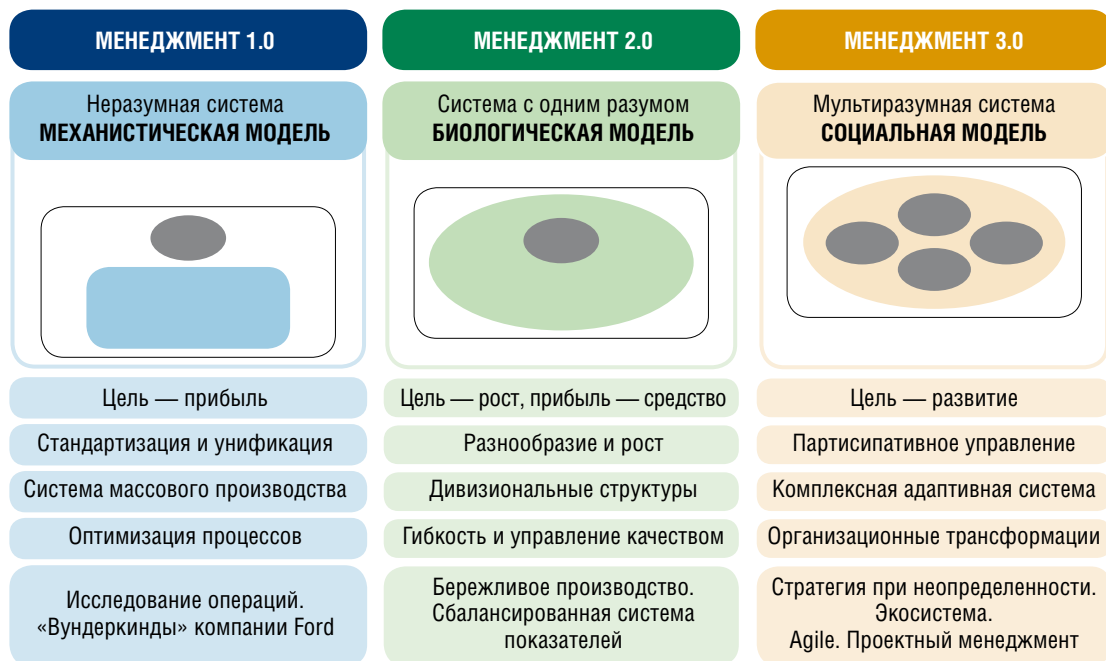 МЕНЕДЖМЕНТ 1.0
Неразумная система
МЕХАНИСТИЧЕСКАЯ МОДЕЛЬ
Цель — прибыль
Стандартизация и унификация
Система массового производства
Оптимизация процессов
Исследование операций.
«Вундеркинды» компании Ford
МЕНЕДЖМЕНТ 2.0
Система с одним разумом
БИОЛОГИЧЕСКАЯ МОДЕЛЬ
Цель — рост, прибыль — средство
Разнообразие и рост
Дивизиональные структуры
Гибкость и управление качеством
Бережливое производство.
Сбалансированная система
показателей
МЕНЕДЖМЕНТ 3.0
Мультиразумная система
СОЦИАЛЬНАЯ МОДЕЛЬ
Цель — развитие
Партисипативное управление
Комплексная адаптивная система
Организационные трансформации
Стратегия при неопределенности.
Экосистема.
Agile. Проектный менеджмент